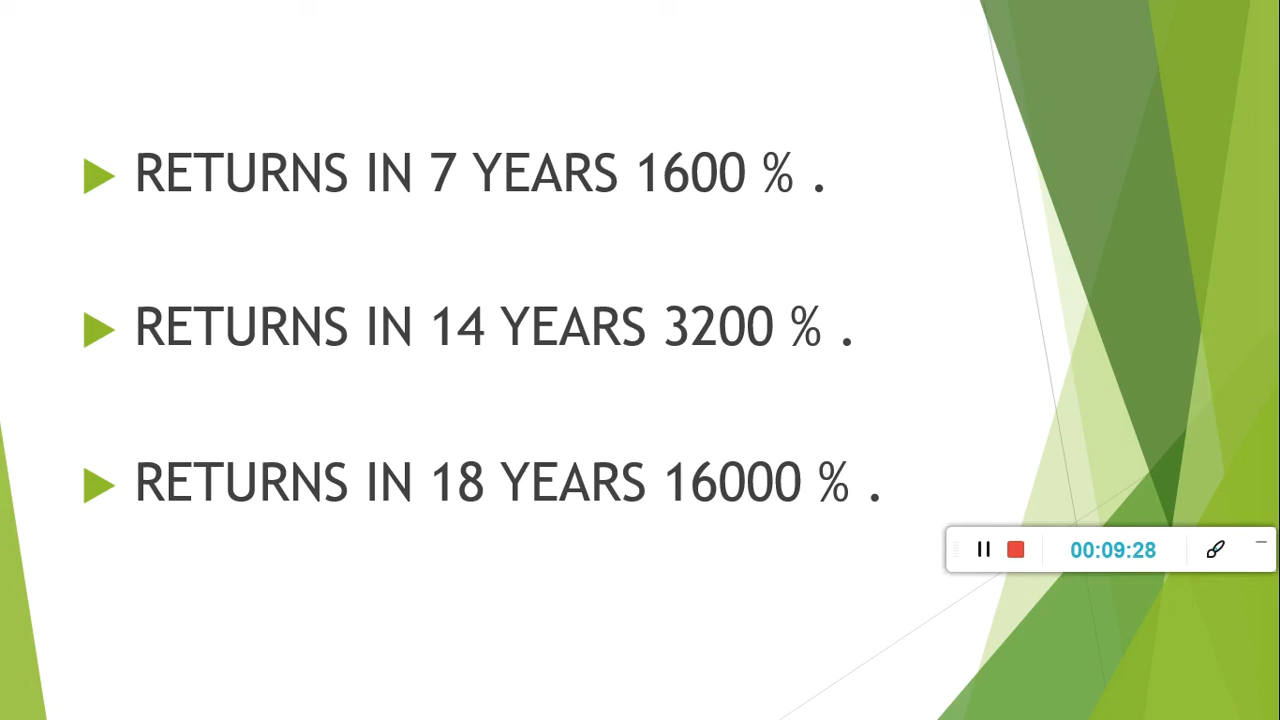 RETURNS IN 7 YEARS 1600 % .
RETURNS IN 14 YEARS 3200 % .
RETURNS IN 18 YEARS 16000 % .
00:09:28